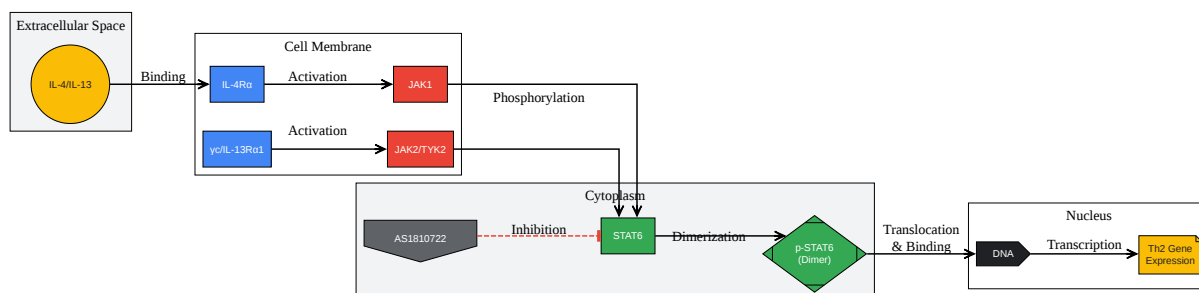 Extracellular Space
IL-4/IL-13
Binding
Cell Membrane
IL-4Rα
Activation
JAK1
Phosphorylation
γc/IL-13Rα1
Activation
JAK2/TYK2
Cytoplasm
AS1810722
Inhibition
STAT6
Dimerization
p-STAT6
(Dimer)
Translocation
& Binding
Nucleus
DNA
Transcription
Th2 Gene
Expression